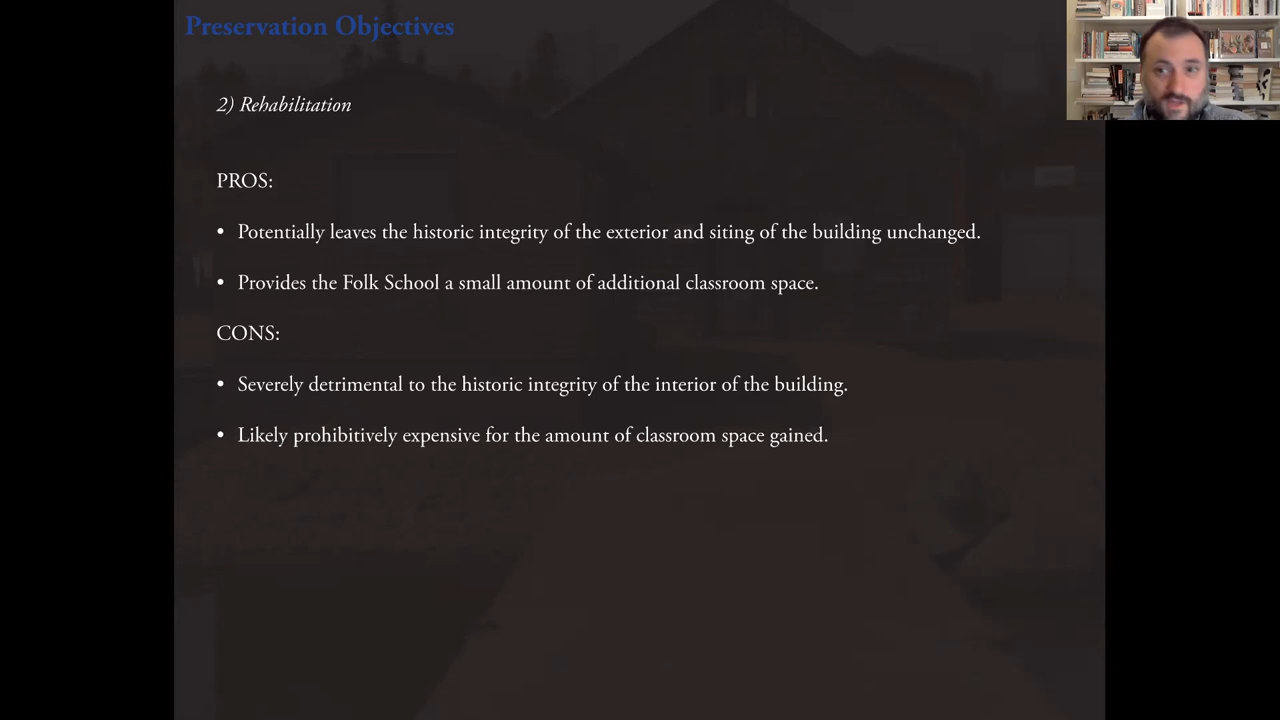 Preservation Objectives
2) Rehabilitation
PROS:
• Potentially leaves the historic integrity of the exterior and siting of the building unchanged.
• Provides the Folk School a small amount of additional classroom space.
CONS:
• Severely detrimental to the historic integrity of the interior of the building.
• Likely prohibitively expensive for the amount of classroom space gained.